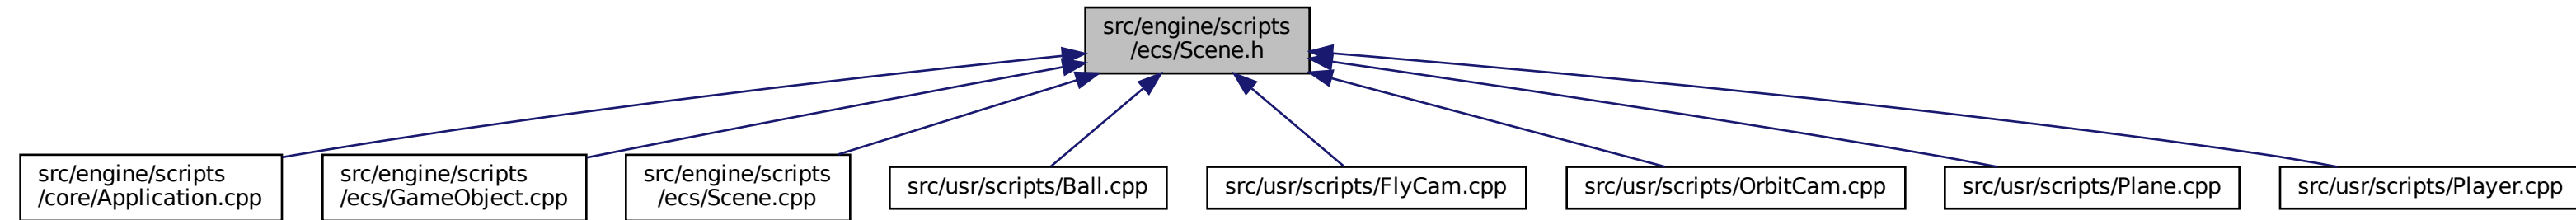 src/engine/scripts
/ecs/Scene.h
src/engine/scripts
/core/Application.cpp
src/engine/scripts
/ecs/GameObject.cpp
src/engine/scripts
/ecs/Scene.cpp
src/usr/scripts/Ball.cpp
src/usr/scripts/FlyCam.cpp
src/usr/scripts/OrbitCam.cpp
src/usr/scripts/Plane.cpp
src/usr/scripts/Player.cpp